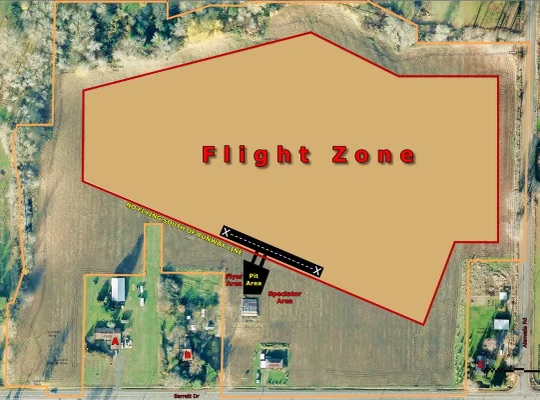 Flight Zone
NO FLYING SOUTH OF RUNWAY LINE
X
X
Flyer
Area
Pit
Area
Spectator
Area
A
B
Barrett Dr